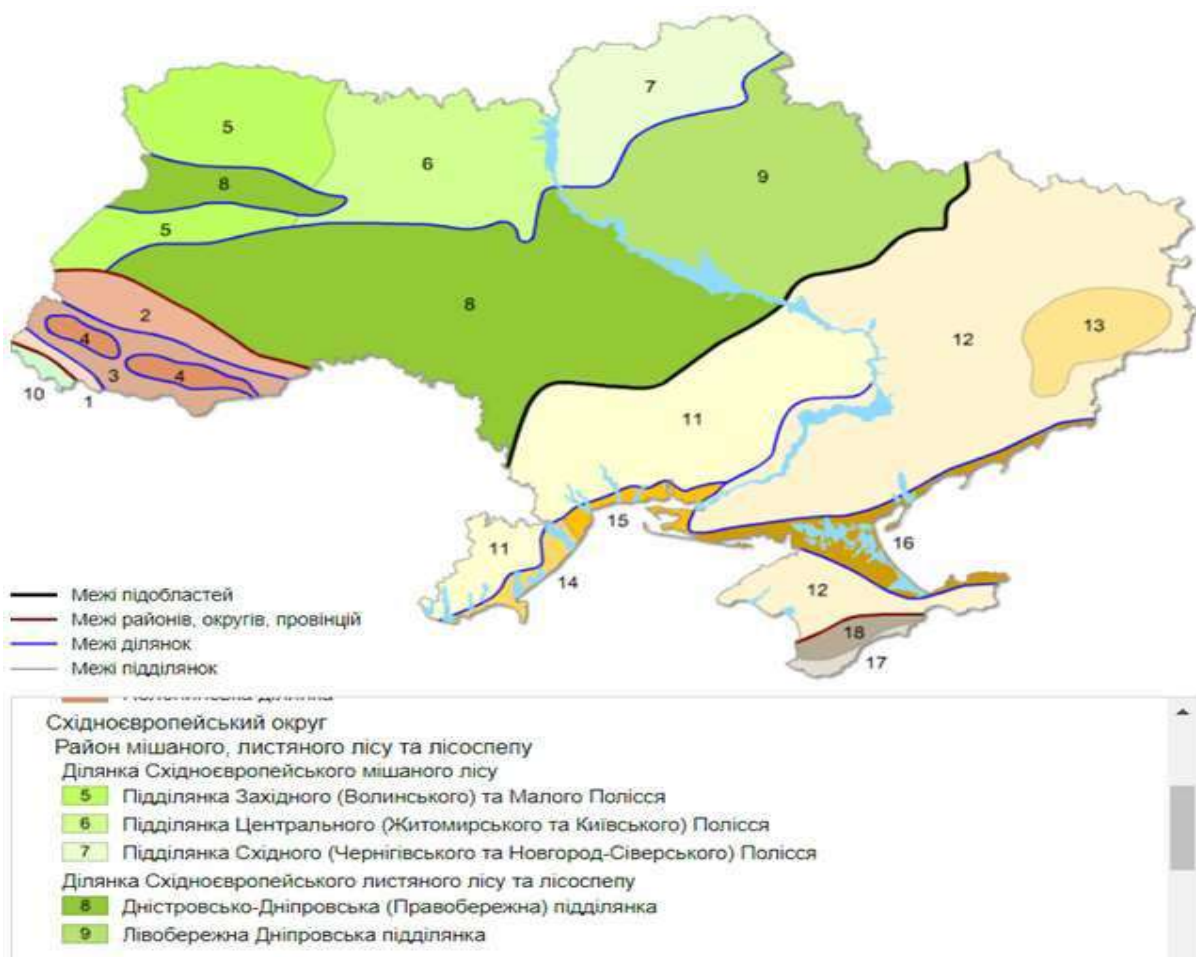 7
5
6
9
8
5
2
8
12
13
4
3
4
10
1
11
15
16
11
14
12
18
17
Межі підобластей
Межі районів, округів, провінцій
Межі ділянок
Межі підділянок
Східноєвропейський округ
Район мішаного, листяного лісу та лісоспепу
Ділянка Східноєвропейського мішаного лісу
5 Підділянка Західного (Волинського) та Малого Полісся
6 Підділянка Центрального (Житомирського та Київського) Полісся
7 Підділянка Східного (Чернігівського та Новгород-Сіверського) Полісся
Ділянка Східноєвропейського листяного лісу та лісоспепу
8 Дністровсько-Дніпровська (Правобережна) підділянка
9 Лівобережна Дніпровська підділянка